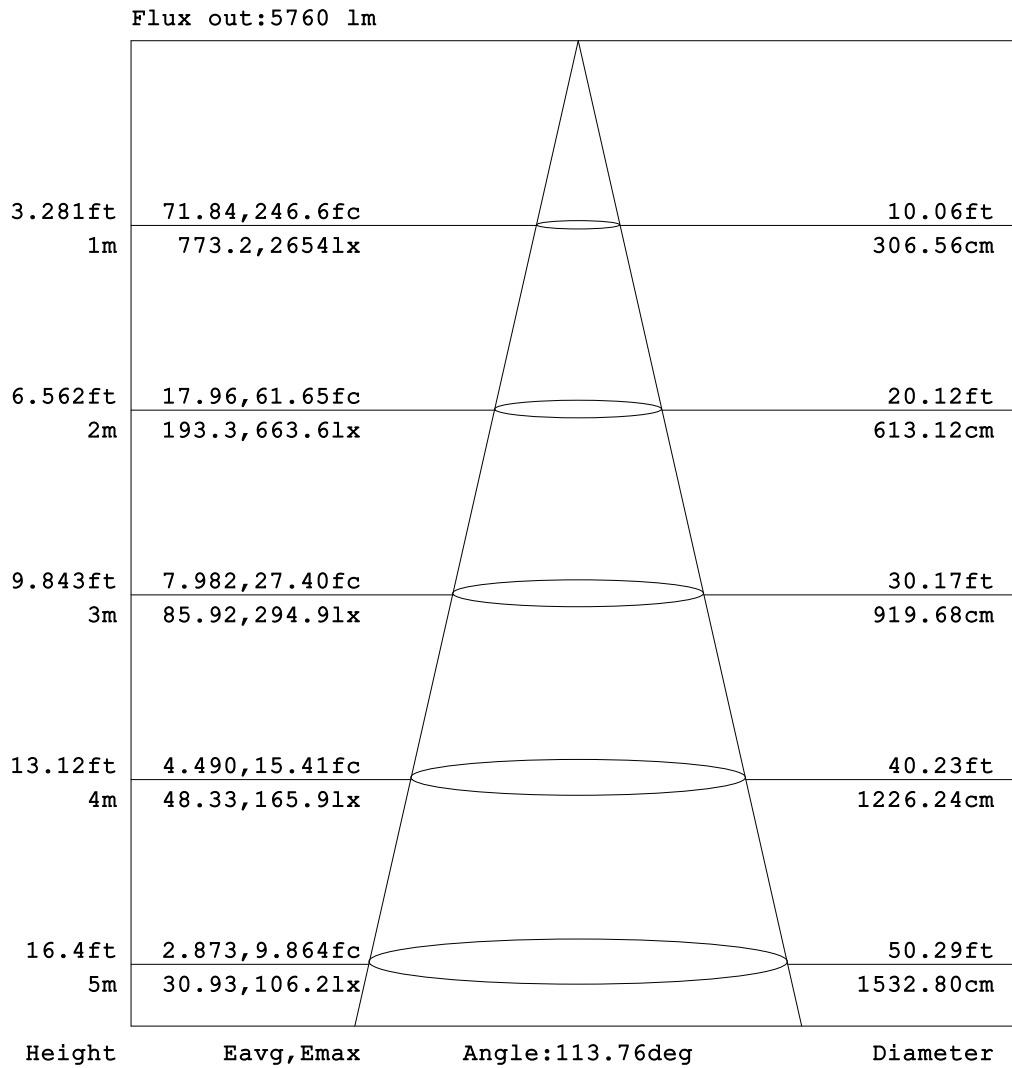 Flux out:5760 lm
3.281ft 71.84,246.6fc 10.06ft
1m 773.2,2654lx 306.56cm
6.562ft 17.96,61.65fc 20.12ft
2m 193.3,663.6lx 613.12cm
9.843ft 7.982,27.40fc 30.17ft
3m 85.92,294.9lx 919.68cm
13.12ft 4.490,15.41fc 40.23ft
4m 48.33,165.9lx 1226.24cm
16.4ft 2.873,9.864fc 50.29ft
5m 30.93,106.2lx 1532.80cm
Height Eavg,Emax Angle:113.76deg Diameter